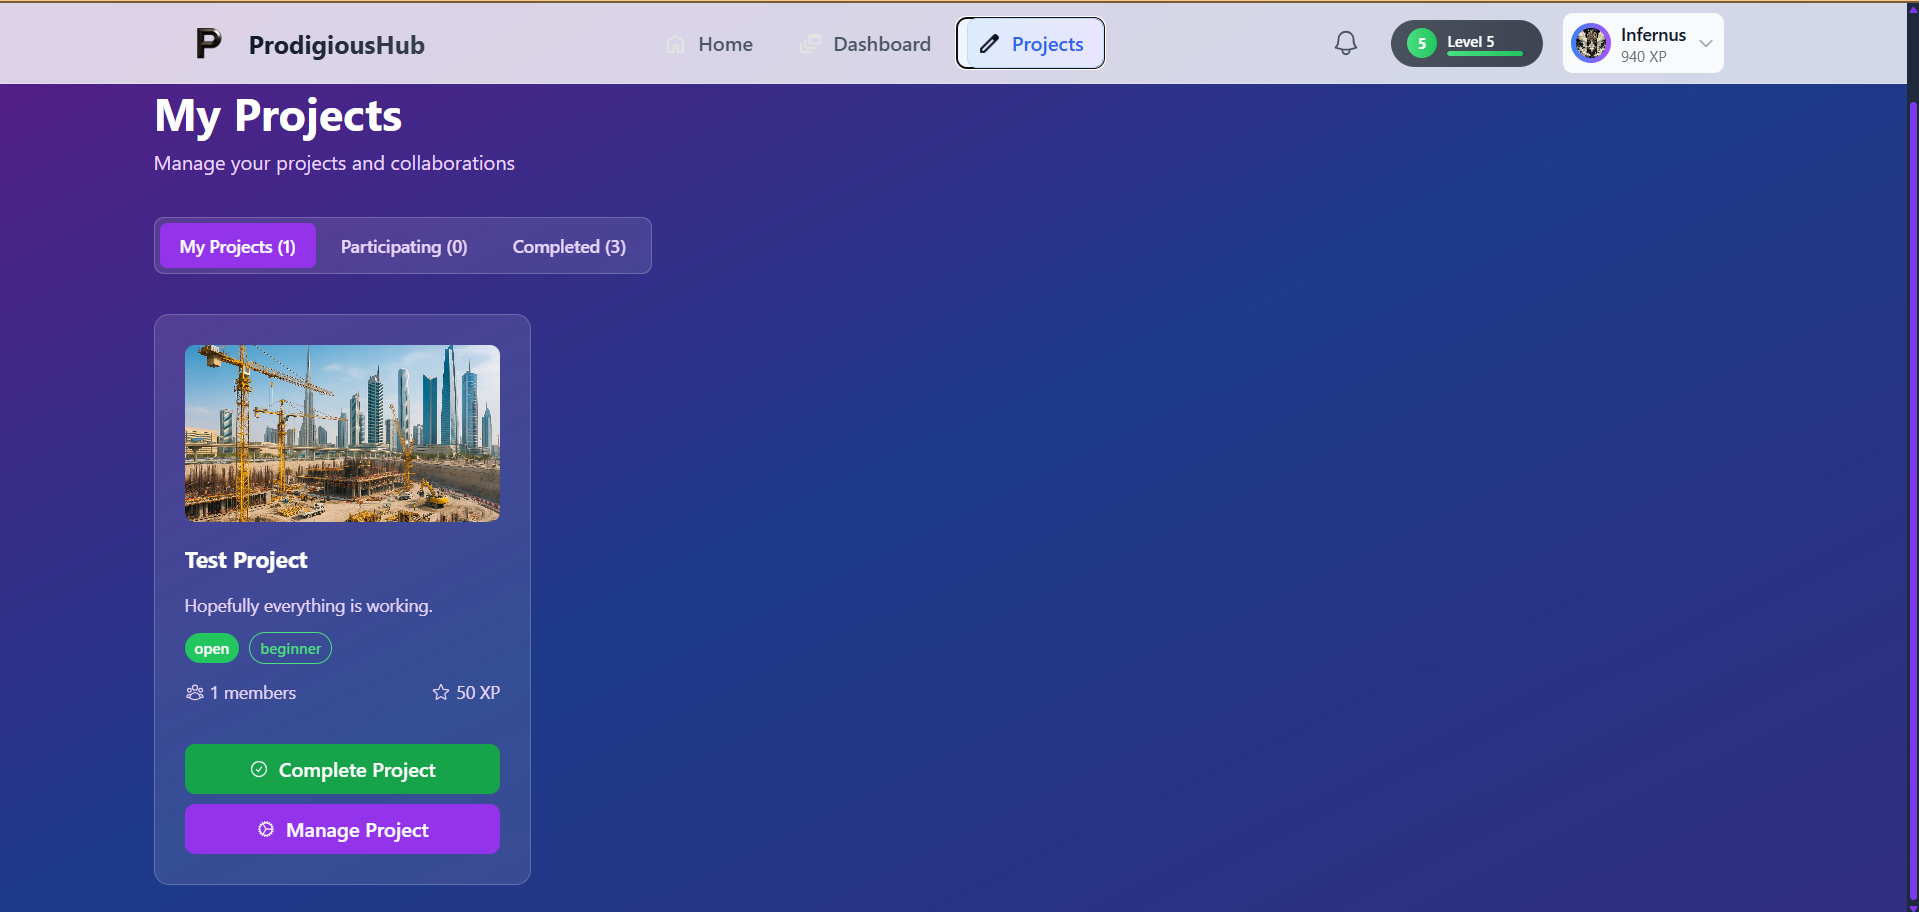 P ProdigiousHub
Home
Dashboard
Projects
5
Level 5
Infernus
940 XP
My Projects
Manage your projects and collaborations
My Projects (1)
Participating (0)
Completed (3)
Test Project
Hopefully everything is working.
open
beginner
1 members
50 XP
Complete Project
Manage Project